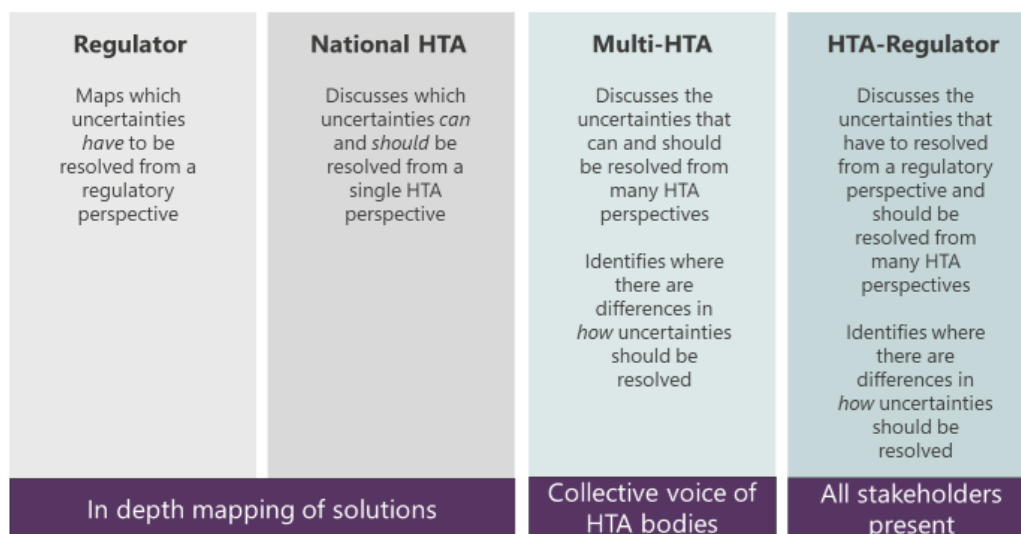 Regulator
Maps which
uncertainties
have to be
resolved from a
regulatory
perspective
National HTA
Discusses which
uncertainties can
and should be
resolved from a
single HTA
perspective
Multi-HTA
Discusses the
uncertainties that
can and should
be resolved from
many HTA
perspectives
Identifies where
there are
differences in
how uncertainties
should be
resolved
HTA-Regulator
Discusses the
uncertainties that
have to resolved
from a regulatory
perspective and
should be
resolved from
many HTA
perspectives
Identifies where
there are
differences in
how uncertainties
should be
resolved
In depth mapping of solutions
Collective voice of
HTA bodies
All stakeholders
present